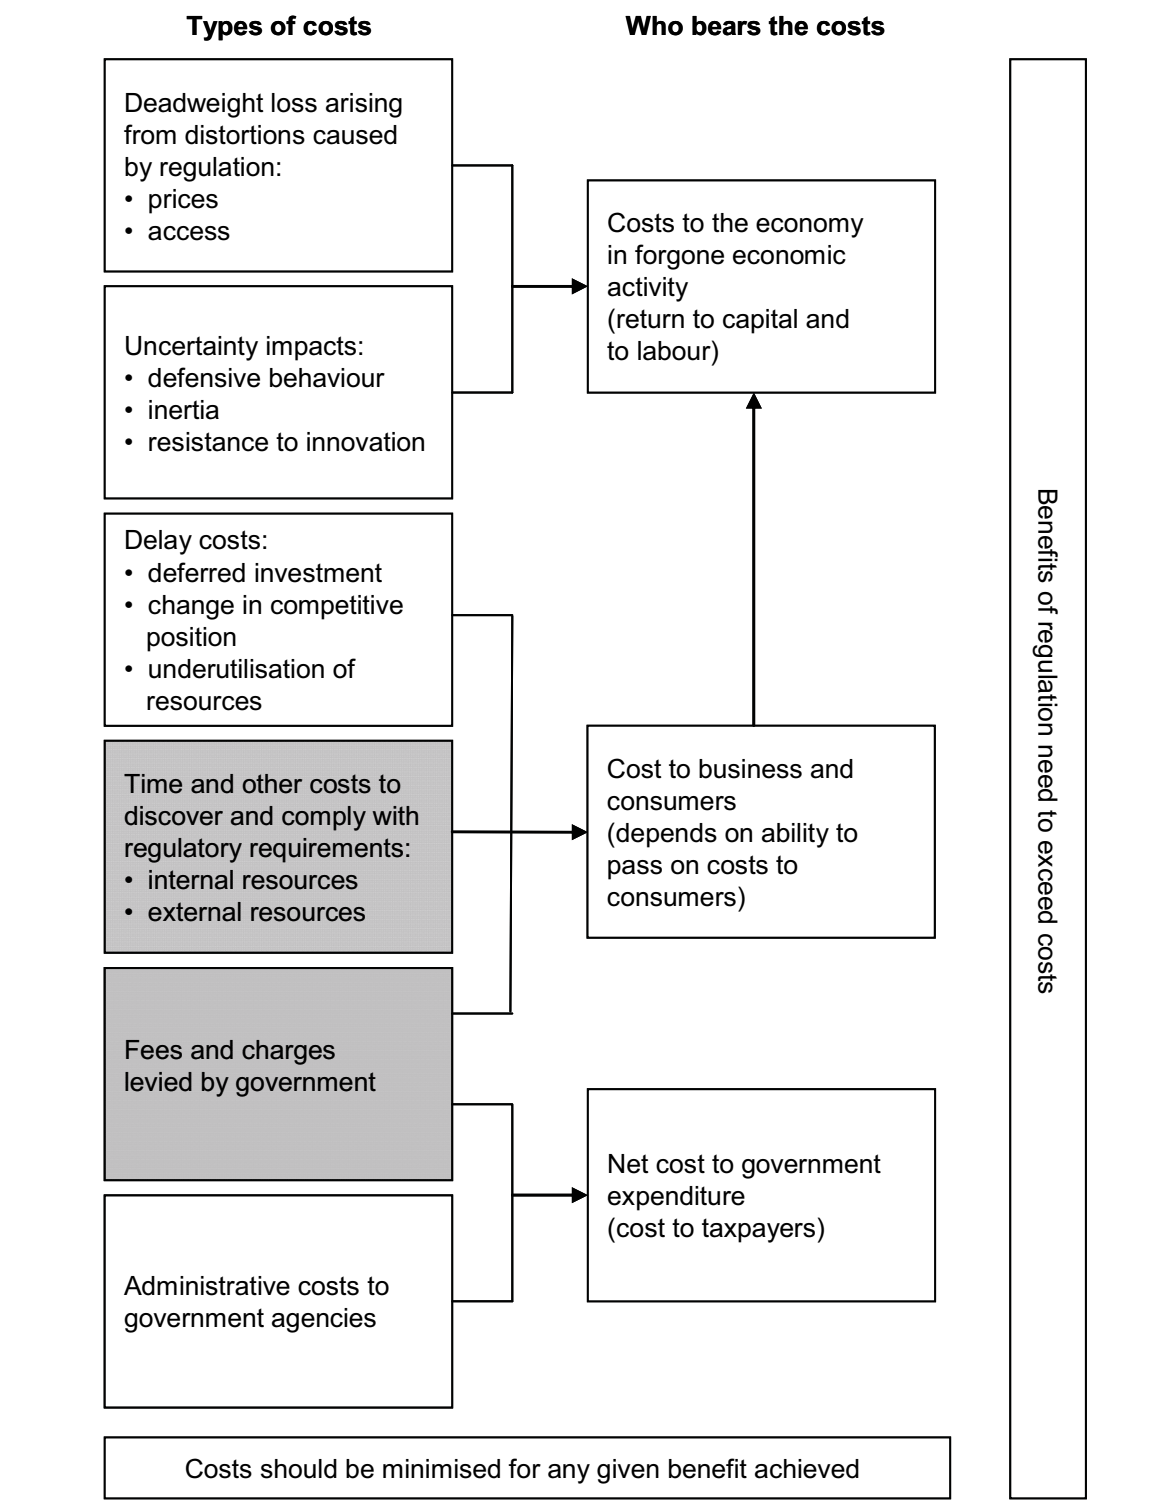 Types of costs
Who bears the costs
Deadweight loss arising
from distortions caused
by regulation:
• prices
• access
Uncertainty impacts:
• defensive behaviour
• inertia
• resistance to innovation
Delay costs:
• deferred investment
• change in competitive
position
• underutilisation of
resources
Time and other costs to
discover and comply with
regulatory requirements:
• internal resources
• external resources
Fees and charges
levied by government
Administrative costs to
government agencies
Costs to the economy
in forgone economic
activity
(return to capital and
to labour)
Cost to business and
consumers
(depends on ability to
pass on costs to
consumers)
Net cost to government
expenditure
(cost to taxpayers)
Benefits of regulation need to exceed costs
Costs should be minimised for any given benefit achieved